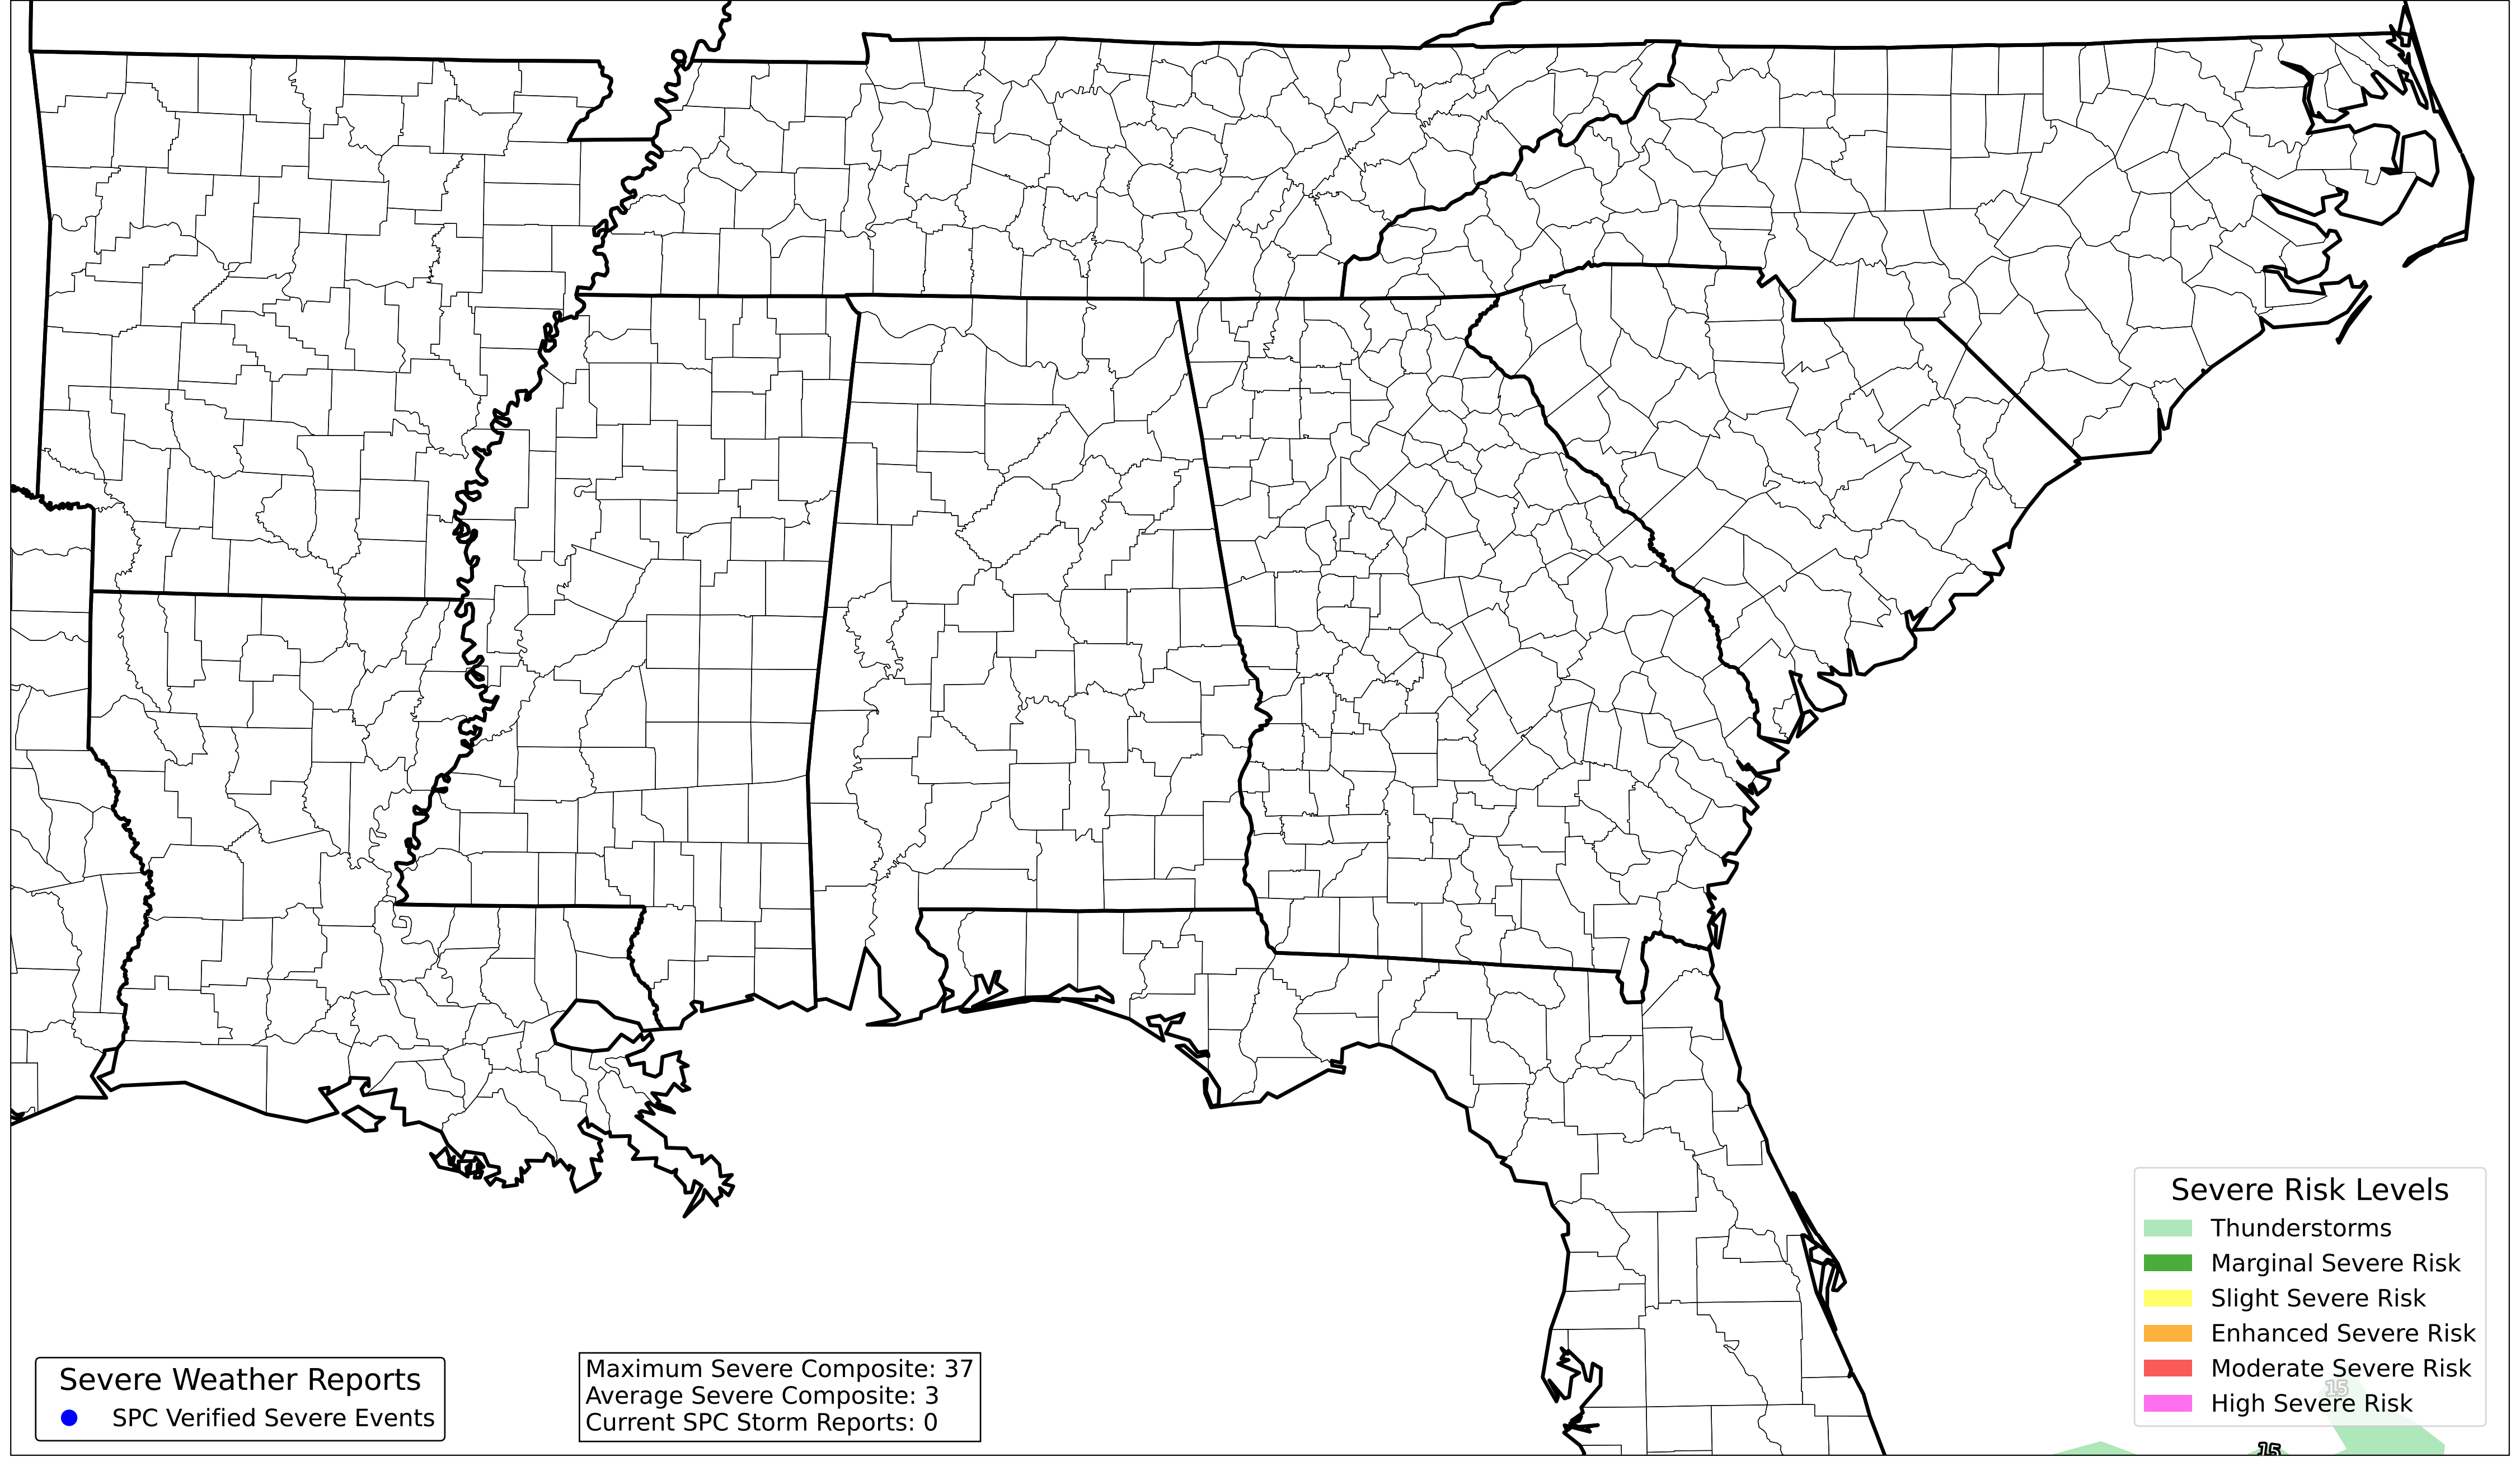 Severe Risk Levels
Thunderstorms
Marginal Severe Risk
Slight Severe Risk
Enhanced Severe Risk
Moderate Severe Risk
High Severe Risk
15
15
Severe Weather Reports
SPC Verified Severe Events
Maximum Severe Composite: 37
Average Severe Composite: 3
Current SPC Storm Reports: 0